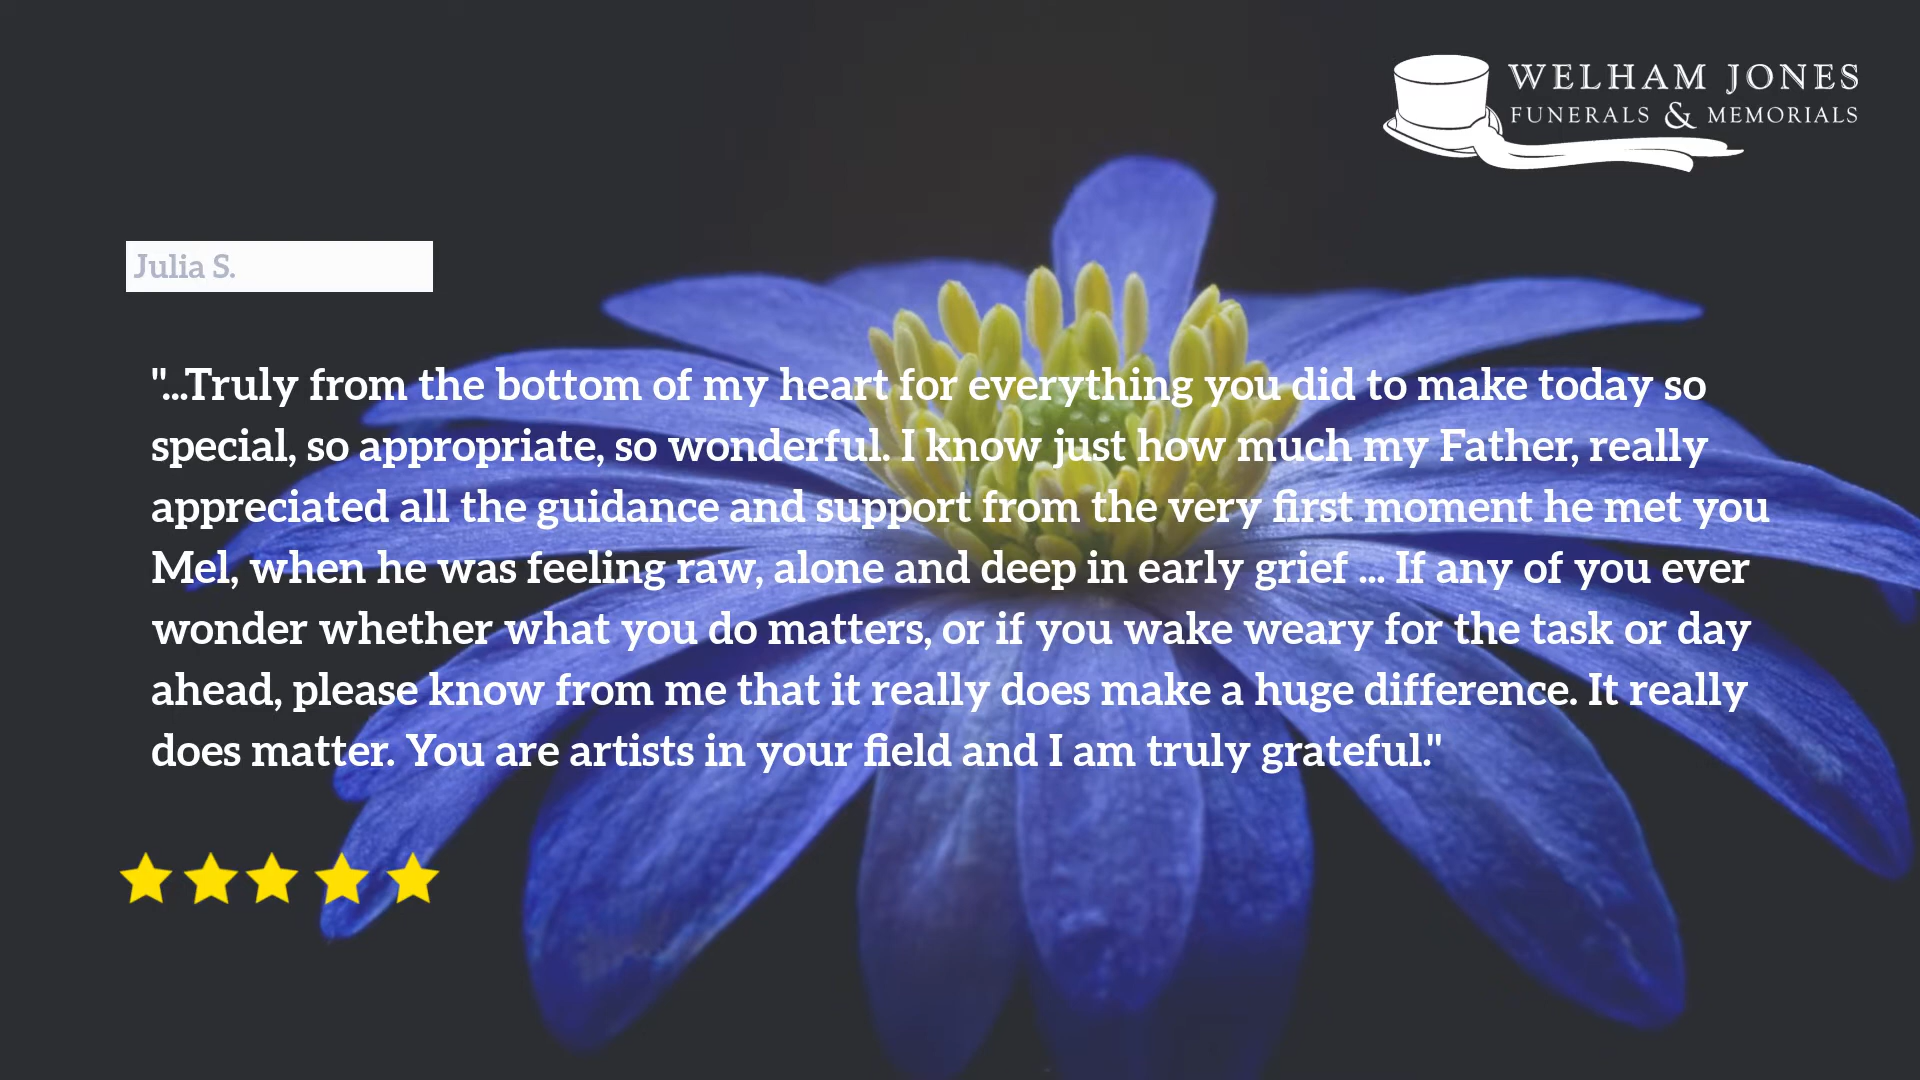 WELHAM JONES
FUNERALS & MEMORIALS
Julia S.
"...Truly from the bottom of my heart for everything you did to make today so
special, so appropriate, so wonderful. I know just how much my Father, really
appreciated all the guidance and support from the very first moment he met you
Mel, when he was feeling raw, alone and deep in early grief ... If any of you ever
wonder whether what you do matters, or if you wake weary for the task or day
ahead, please know from me that it really does make a huge difference. It really
does matter. You are artists in your field and I am truly grateful."